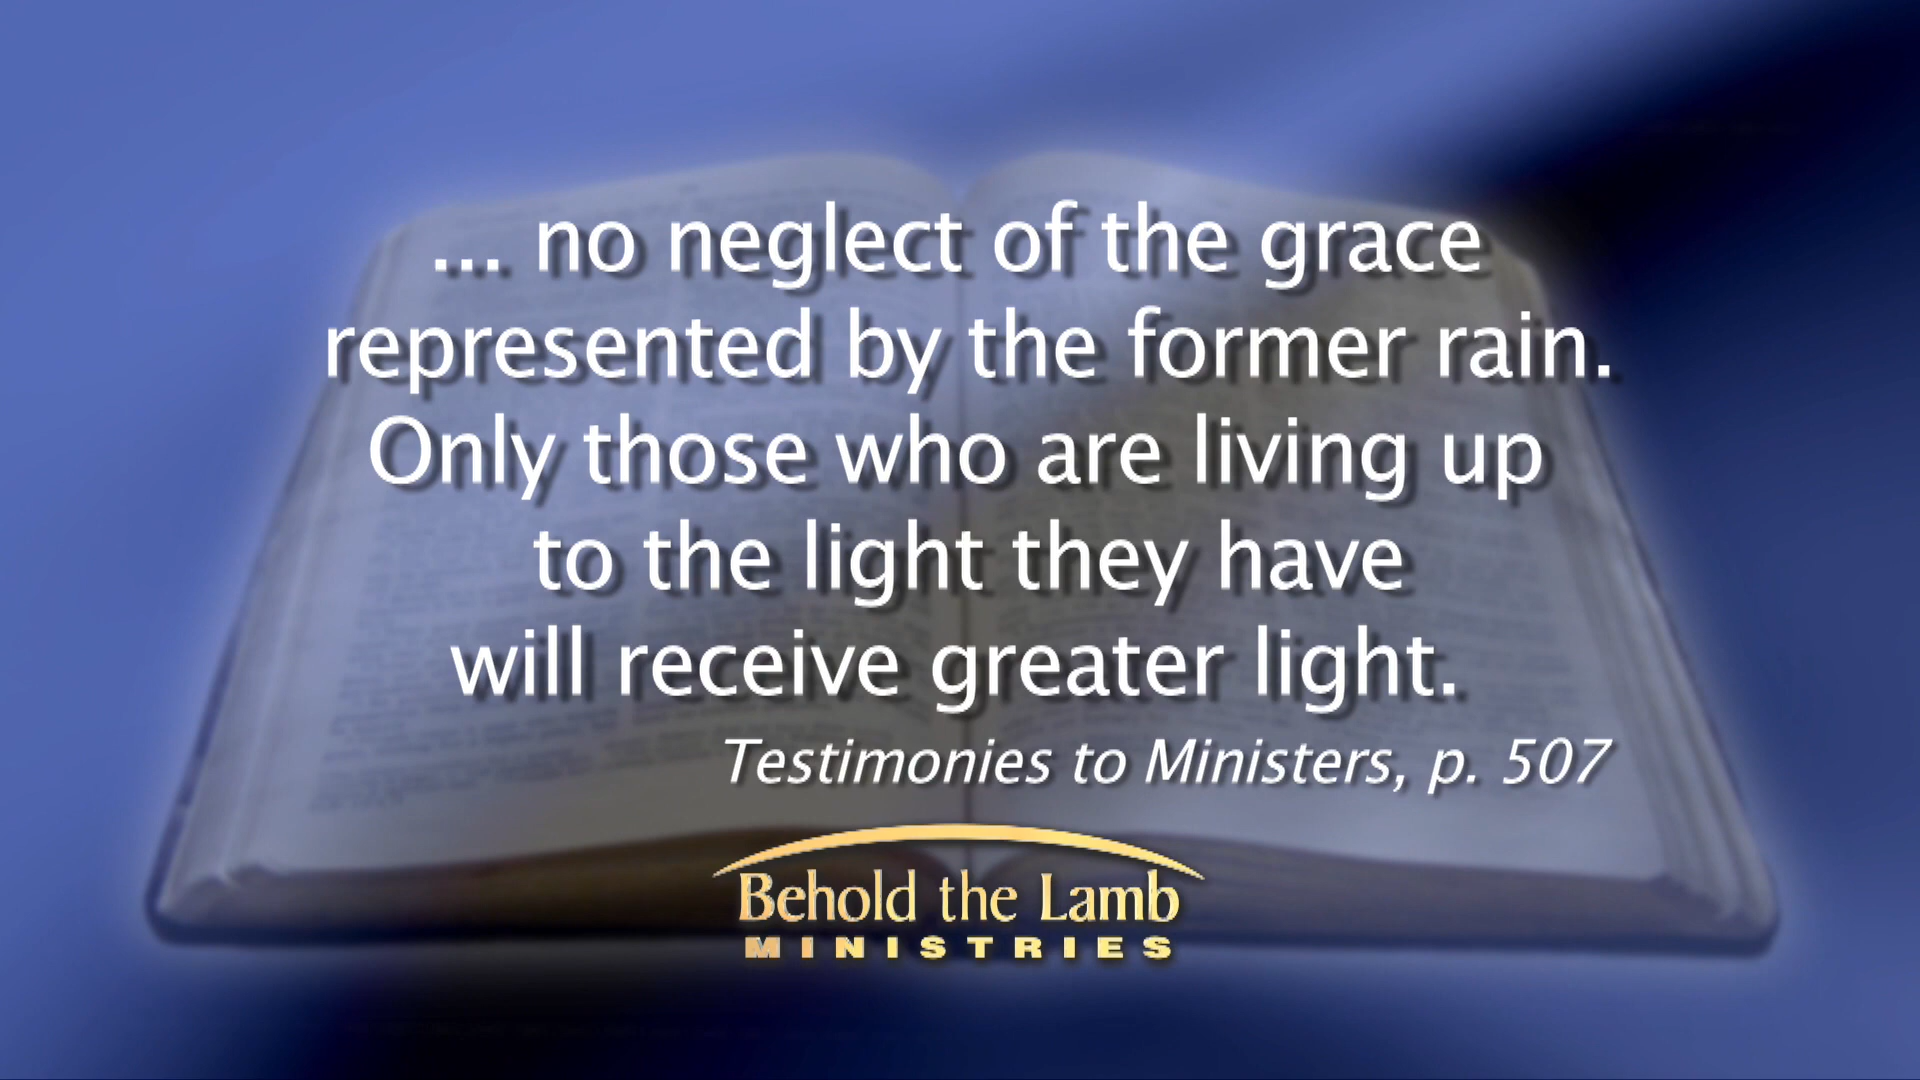 ... no neglect of the grace
represented by the former rain.
Only those who are living up
to the light they have
will receive greater light.
Testimonies to Ministers, p. 507
Behold the Lamb
MINISTRIES